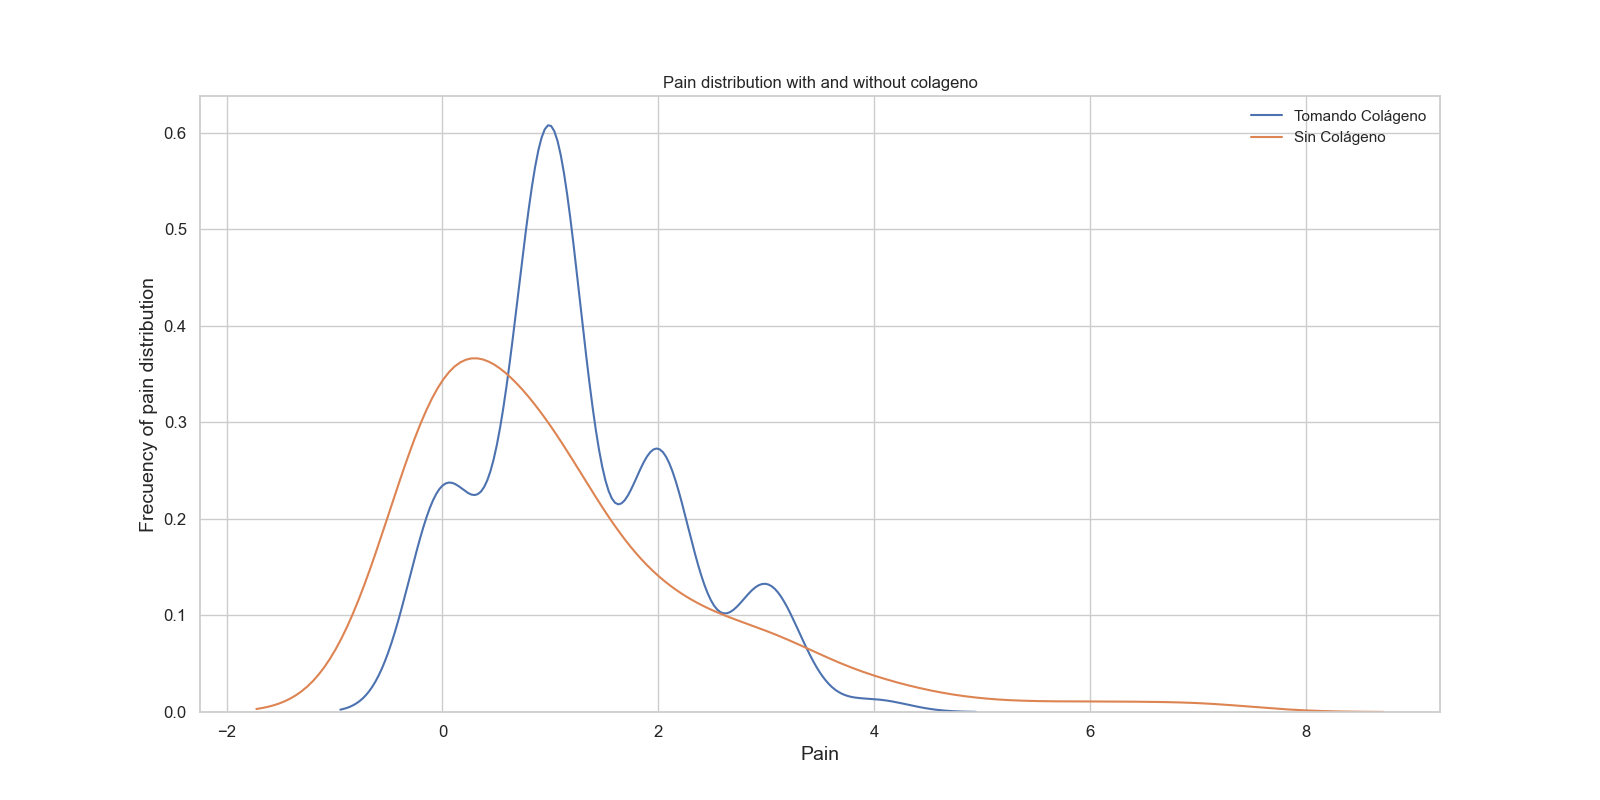 Pain distribution with and without colageno
Tomando Colágeno
Sin Colágeno
Frecuency of pain distribution
0.6
0.5
0.4
0.3
0.2
0.1
0.0
−2 0 2 4 6 8
Pain